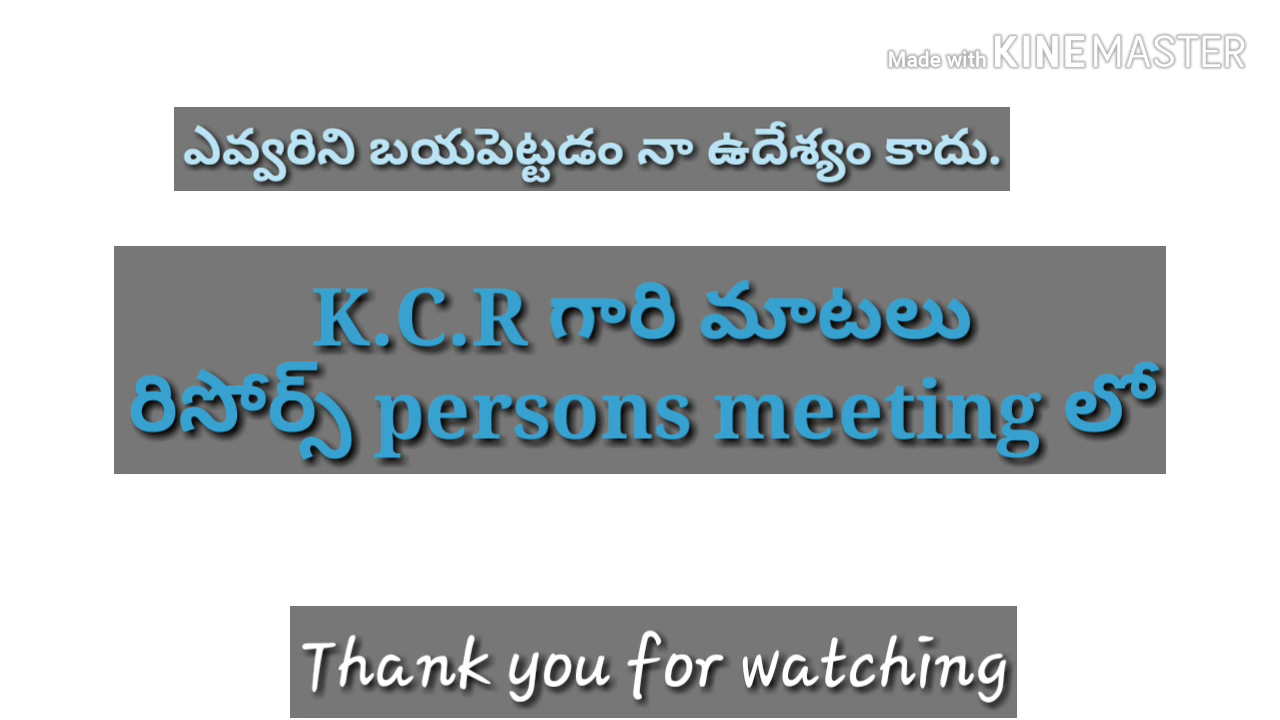 Made with KINEMASTER
ఎవ్వరిని బయపెట్టడం నా ఉదేశ్యం కాదు.
K.C.R గారి మాటలు
రిసోర్స్ persons meeting లో
Thank you for watching